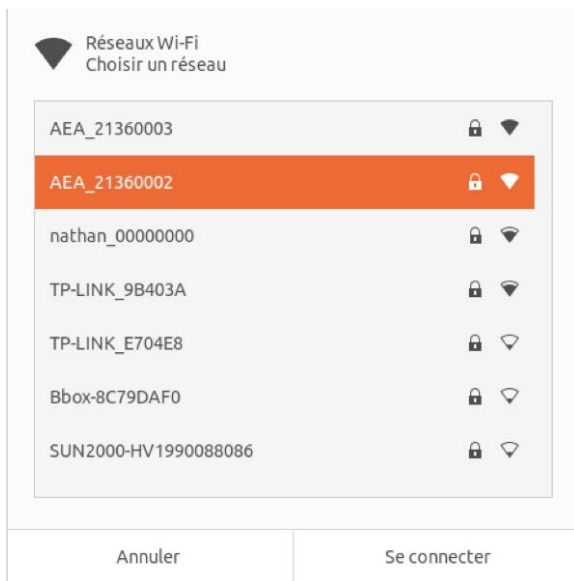 Réseaux Wi-Fi
Choisir un réseau
AEA_21360003
AEA_21360002
nathan_00000000
TP-LINK_9B403A
TP-LINK_E704E8
Bbox-8C79DAF0
SUN2000-HV1990088086
Annuler
Se connecter